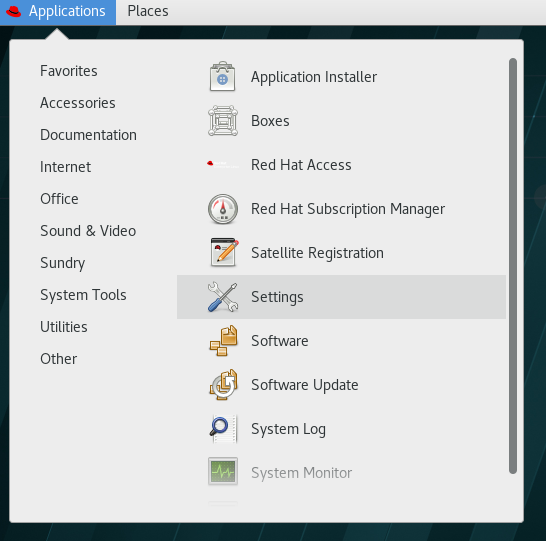 Applications Places
Favorites
Accessories
Documentation
Internet
Office
Sound & Video
Sundry
System Tools
Utilities
Other
Application Installer
Boxes
Red Hat Access
Red Hat Subscription Manager
Satellite Registration
Settings
Software
Software Update
System Log
System Monitor